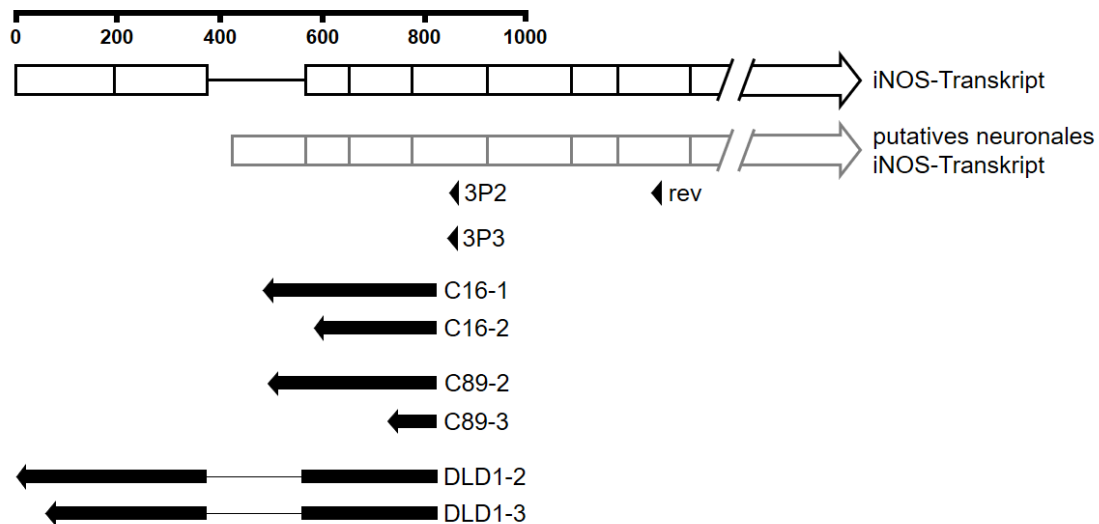 0 200 400 600 800 1000
iNOS-Transkript
putatives neuronales
iNOS-Transkript
3P2 rev
3P3
C16-1
C16-2
C89-2
C89-3
DLD1-2
DLD1-3